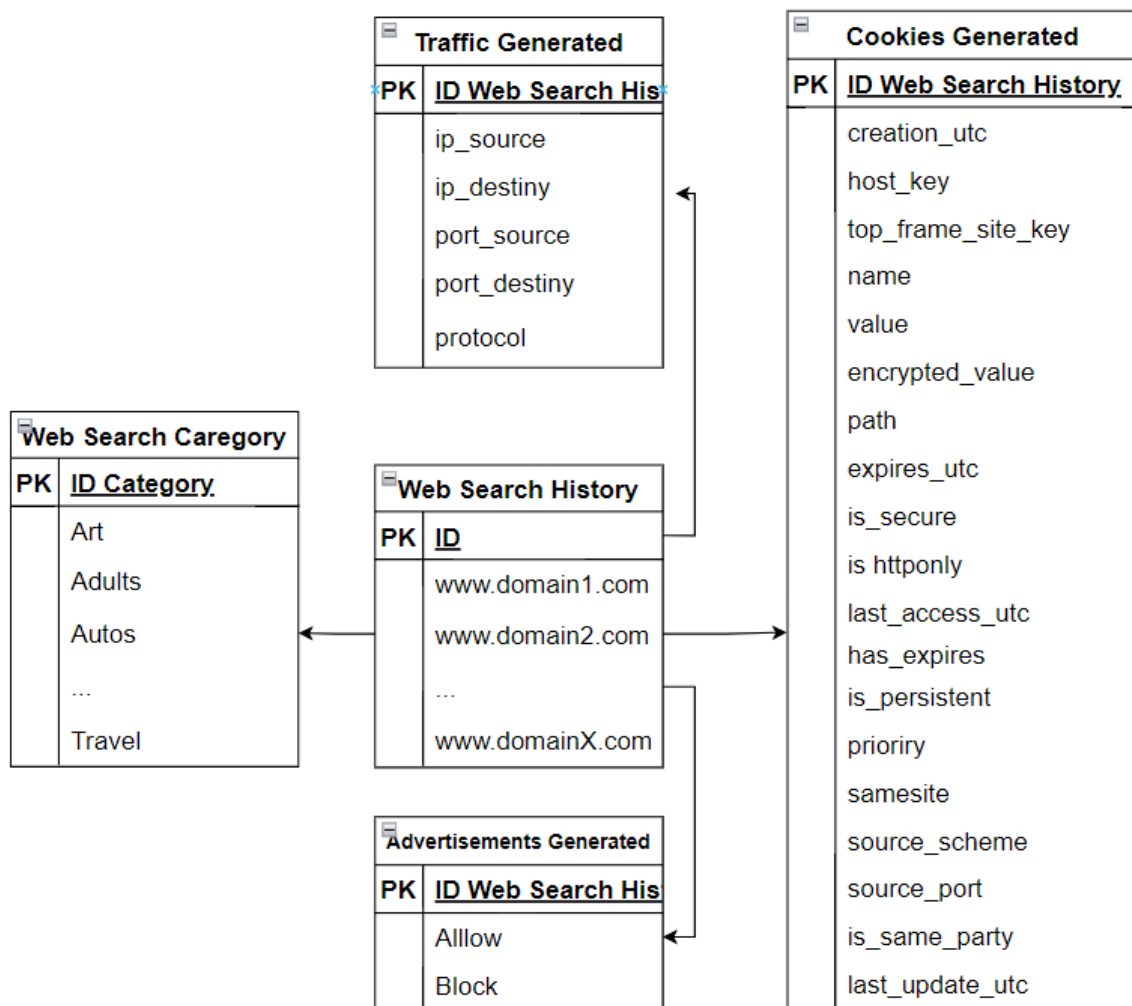 Traffic Generated
PK ID Web Search His
ip_source
ip_destiny
port_source
port_destiny
protocol
Cookies Generated
PK ID Web Search History
creation_utc
host_key
top_frame_site_key
name
value
encrypted_value
path
expires_utc
is_secure
is httponly
last_access_utc
has_expires
is_persistent
prioriry
samesite
source_scheme
source_port
is_same_party
last_update_utc
Web Search Caregory
PK ID Category
Art
Adults
Autos
...
Travel
Web Search History
PK ID
www.domain1.com
www.domain2.com
...
www.domainX.com
Advertisements Generated
PK ID Web Search His
Alllow
Block